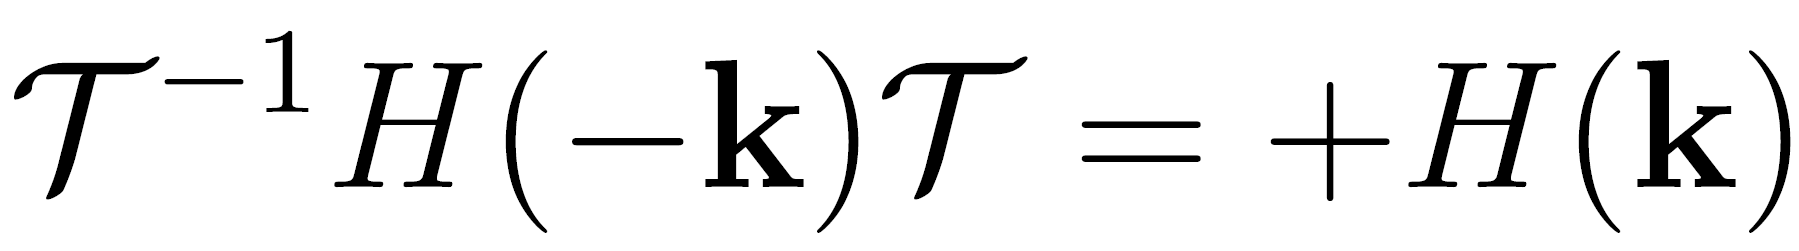 𝒯⁻¹H(−𝐤)𝒯 = +H(𝐤)